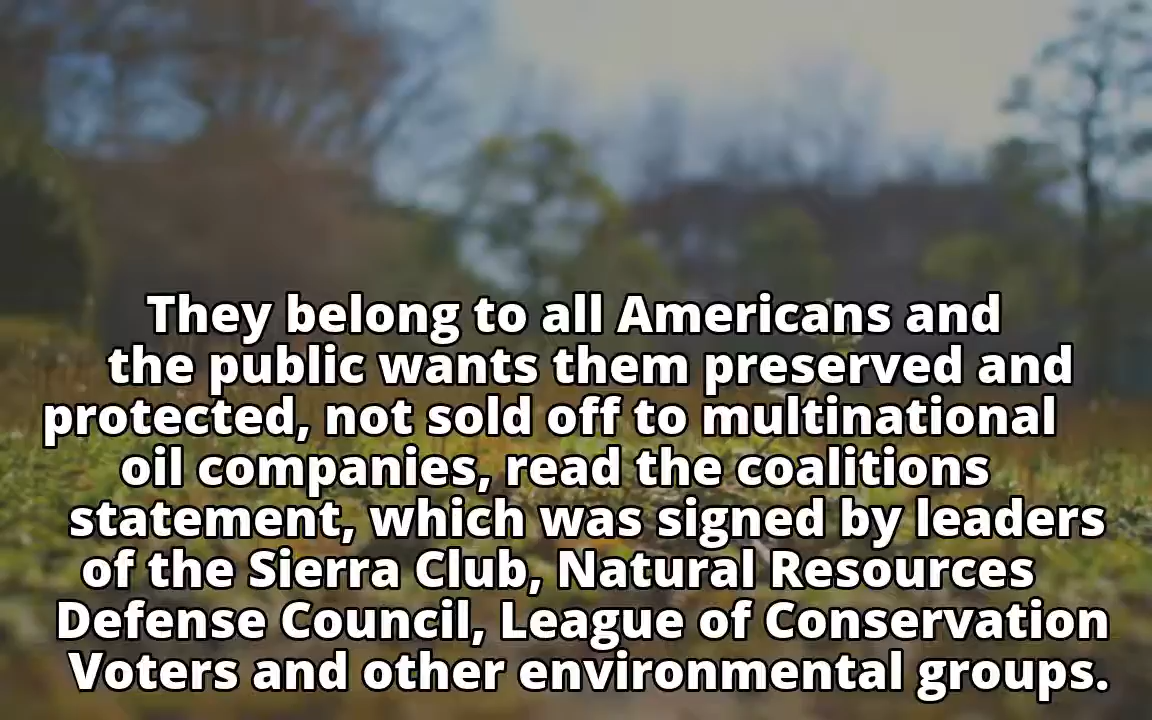 They belong to all Americans and
the public wants them preserved and
protected, not sold off to multinational
oil companies, read the coalitions
statement, which was signed by leaders
of the Sierra Club, Natural Resources
Defense Council, League of Conservation
Voters and other environmental groups.